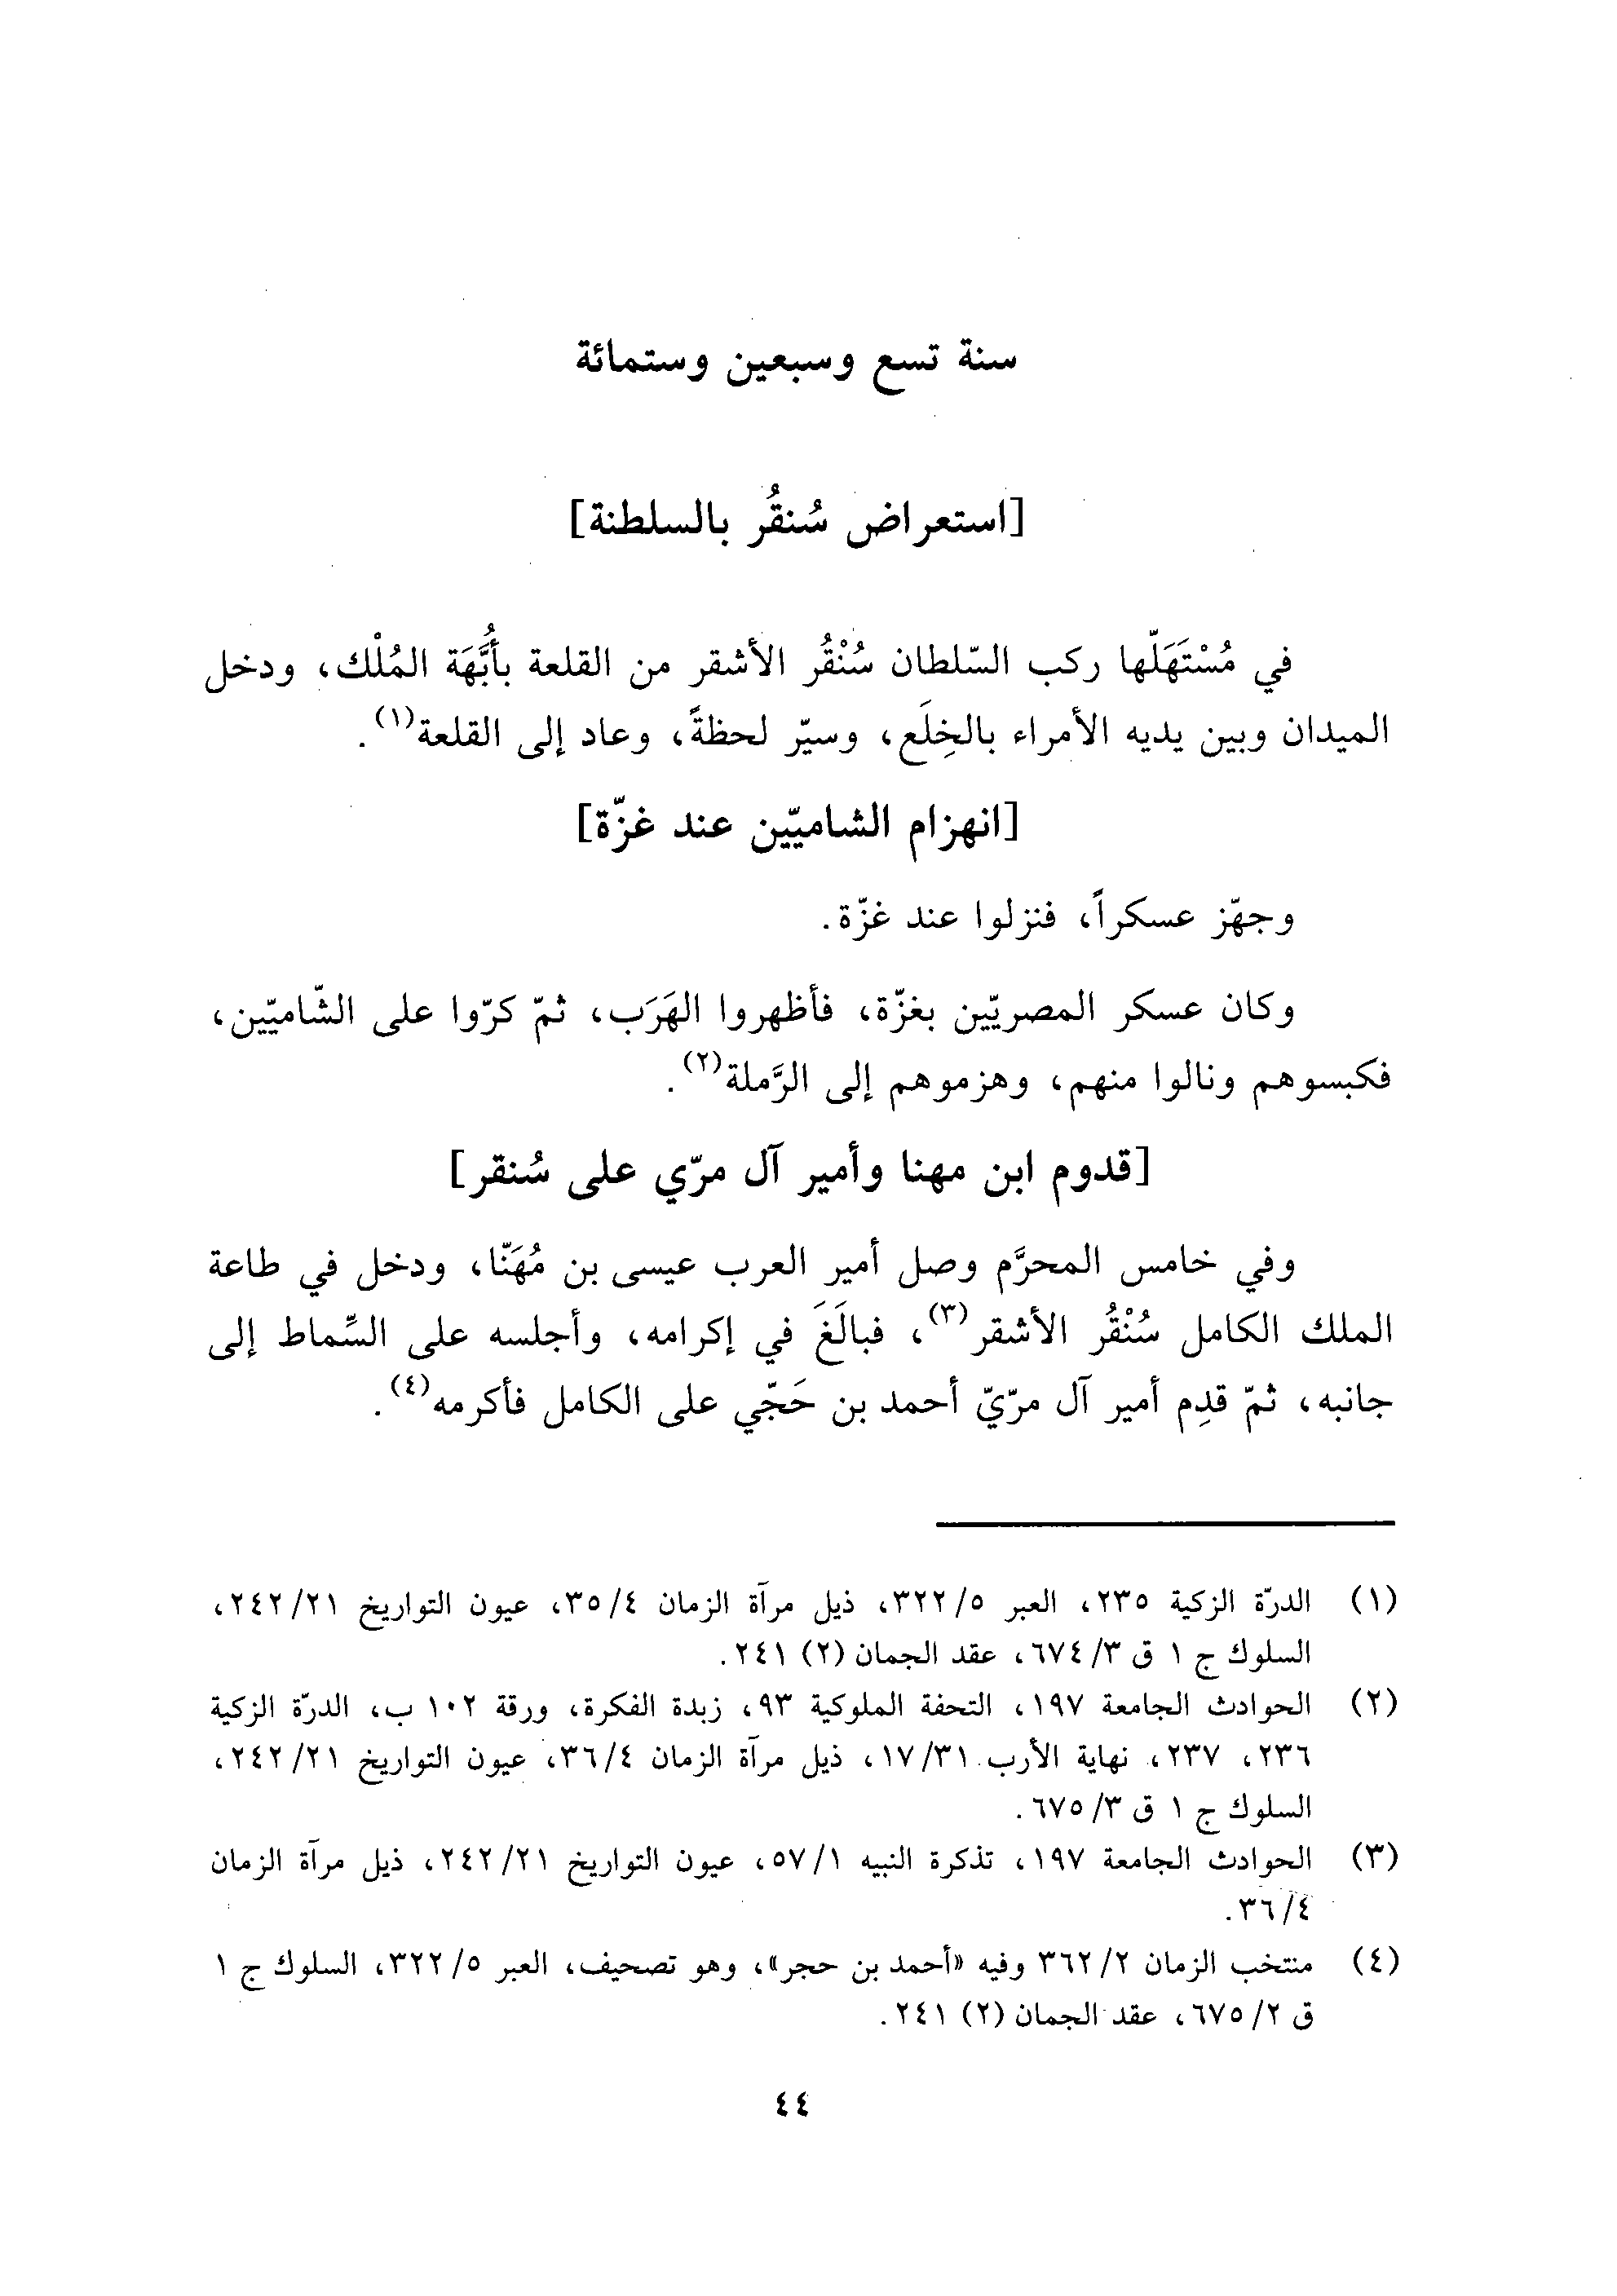 سنة تسع وسبعين وستمائة
[استعراض سُنقُر بالسلطنة]
في مُسْتَهَلّها ركب السّلطان سُنْقُر الأشقر من القلعة بأُبَّهَة المُلْك، ودخل
الميدان وبين يديه الأمراء بالخِلَع، وسيّر لحظةً، وعاد إلى القلعة(١).
[انهزام الشاميّين عند غزّة]
وجهّز عسكراً، فنزلوا عند غزّة.
وكان عسكر المصريّين بغزّة، فأظهروا الهَرَب، ثمّ كرّوا على الشّاميّين،
فكبسوهم ونالوا منهم، وهزموهم إلى الرَّملة(٢).
[قدوم ابن مهنا وأمير آل مرّي على سُنقر]
وفي خامس المحرَّم وصل أمير العرب عيسى بن مُهَنّا، ودخل في طاعة
الملك الكامل سُنْقُر الأشقر(٣)، فبالَغَ في إكرامه، وأجلسه على السِّماط إلى
جانبه، ثمّ قدِم أمير آل مرّيّ أحمد بن حَجّي على الكامل فأكرمه(٤).
(١) الدرّة الزكية ٢٣٥، العبر ٥/ ٣٢٢، ذيل مرآة الزمان ٤/ ٣٥، عيون التواريخ ٢١/ ٢٤٢،
السلوك ج ١ ق ٣/ ٦٧٤، عقد الجمان (٢) ٢٤١.
(٢) الحوادث الجامعة ١٩٧، التحفة الملوكية ٩٣، زبدة الفكرة، ورقة ١٠٢ ب، الدرّة الزكية
٢٣٦، ٢٣٧، نهاية الأرب ٣١/ ١٧، ذيل مرآة الزمان ٤/ ٣٦، عيون التواريخ ٢١/ ٢٤٢،
السلوك ج ١ ق ٣/ ٦٧٥.
(٣) الحوادث الجامعة ١٩٧، تذكرة النبيه ١/ ٥٧، عيون التواريخ ٢١/ ٢٤٢، ذيل مرآة الزمان
٤/ ٣٦.
(٤) منتخب الزمان ٢/ ٣٦٢ وفيه «أحمد بن حجر»، وهو تصحيف، العبر ٥/ ٣٢٢، السلوك ج ١
ق ٢/ ٦٧٥، عقد الجمان (٢) ٢٤١.
٤٤